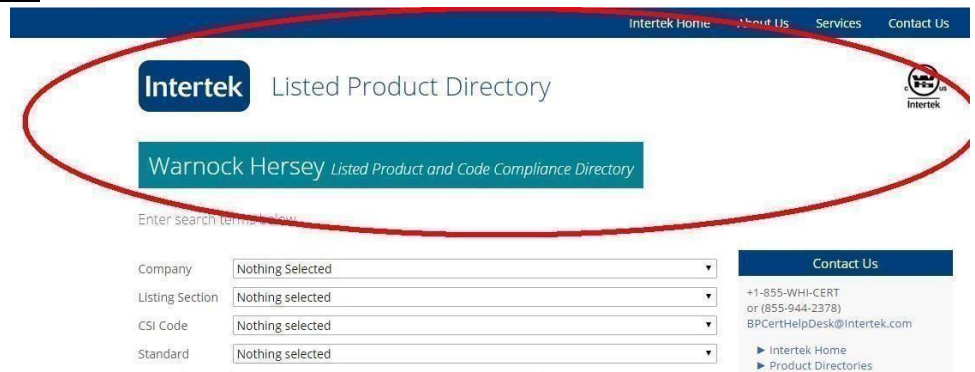 Intertek Home About Us Services Contact Us
Intertek Listed Product Directory
C US
Intertek
Warnock Hersey Listed Product and Code Compliance Directory
Enter search terms below
Company Nothing Selected
Listing Section Nothing selected
CSI Code Nothing selected
Standard Nothing selected
Contact Us
+1-855-WHI-CERT
or (855-944-2378)
BPCertHelpDesk@Intertek.com
► Intertek Home
► Product Directories